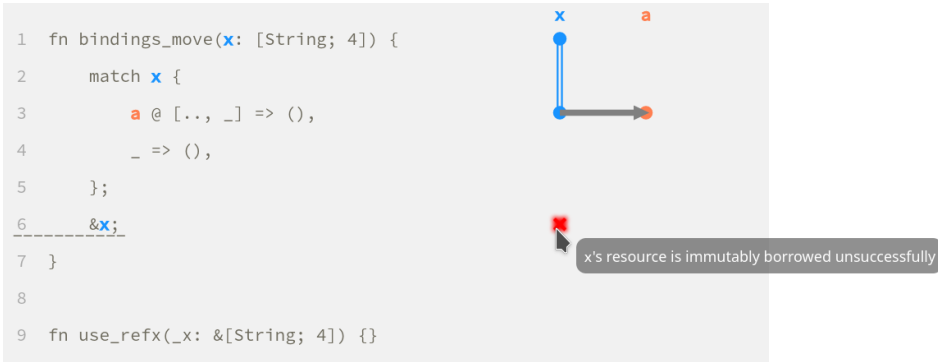 x a
1 fn bindings_move(x: [String; 4]) {
2 match x {
3 a @ [.., _] => (),
4 _ => (),
5 };
6 &x;
x's resource is immutably borrowed unsuccessfully
7 }
8
9 fn use_refx(_x: &[String; 4]) {}